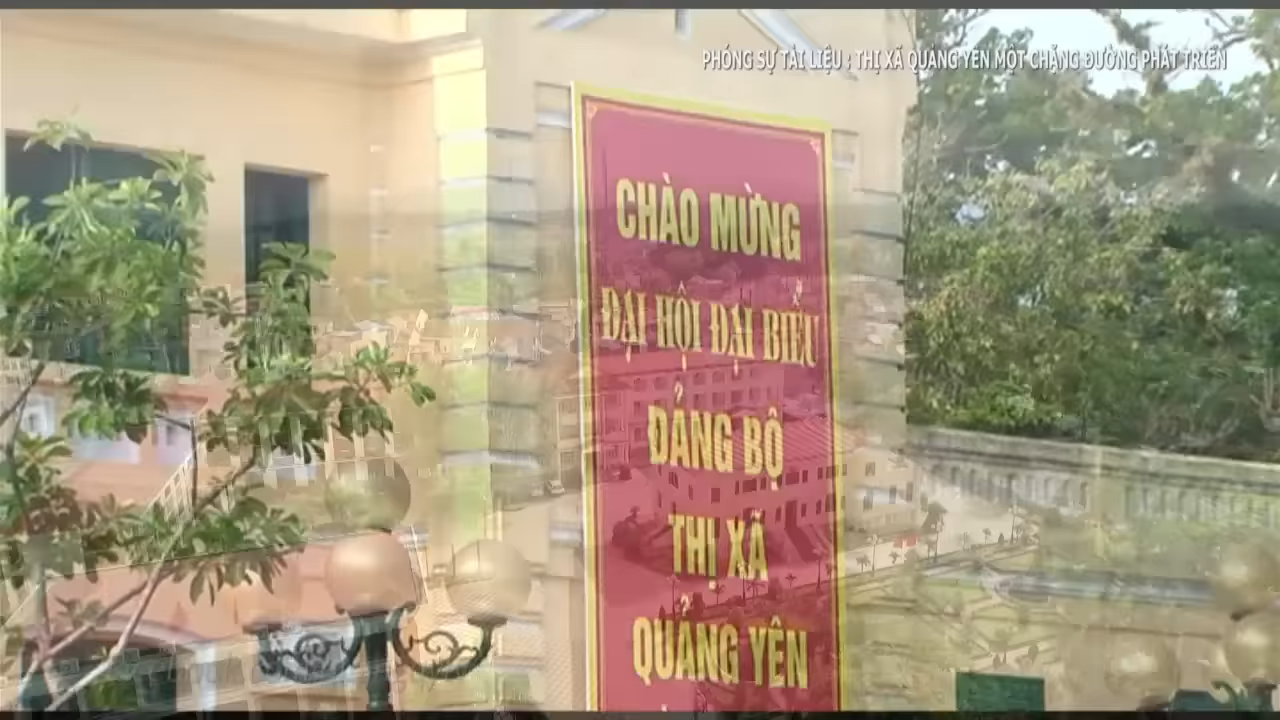 PHÓNG SỰ TÀI LIỆU : THỊ XÃ QUẢNG YÊN MỘT CHẶNG ĐƯỜNG PHÁT TRIỂN
CHÀO MỪNG
ĐẠI HỘI ĐẠI BIỂU
ĐẢNG BỘ
THỊ XÃ
QUẢNG YÊN